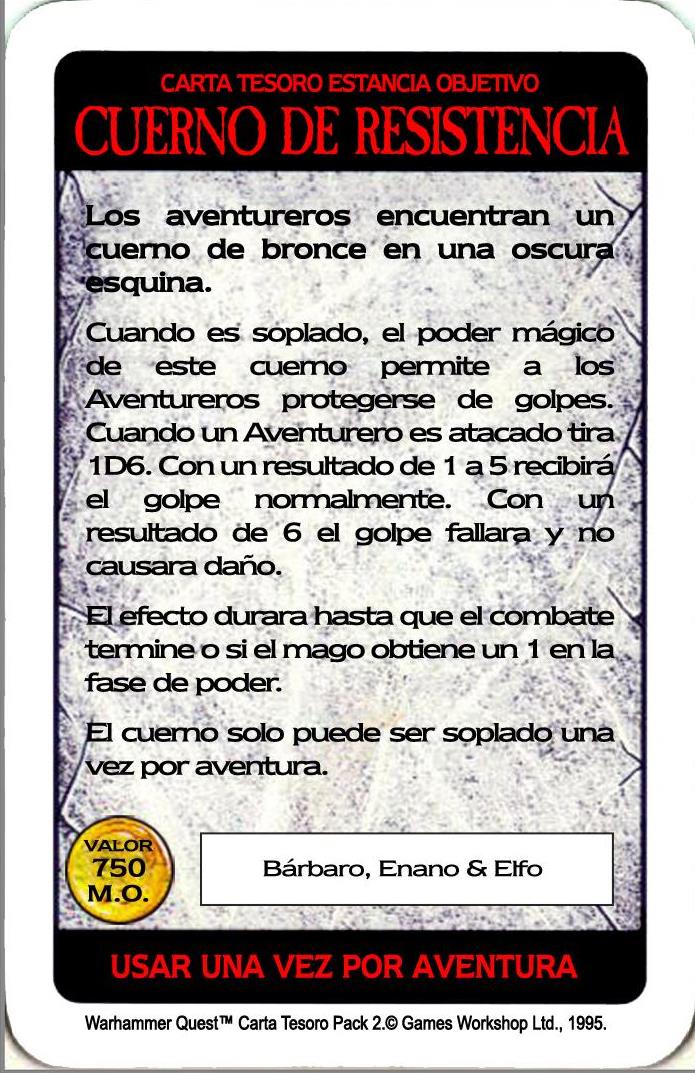 CARTA TESORO ESTANCIA OBJETIVO
CUERNO DE RESISTENCIA
Los aventureros encuentran un
cuerno de bronce en una oscura
esquina.
Cuando es soplado, el poder mágico
de este cuerno permite a los
Aventureros protegerse de golpes.
Cuando un Aventurero es atacado tira
1D6. Con un resultado de 1 a 5 recibirá
el golpe normalmente. Con un
resultado de 6 el golpe fallara y no
causara daño.
El efecto durara hasta que el combate
termine o si el mago obtiene un 1 en la
fase de poder.
El cuerno solo puede ser soplado una
vez por aventura.
VALOR
750
M.O.
Bárbaro, Enano & Elfo
USAR UNA VEZ POR AVENTURA
Warhammer Quest™ Carta Tesoro Pack 2.© Games Workshop Ltd., 1995.